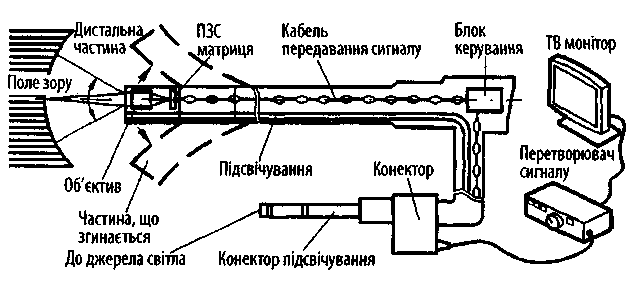 Дистальна
частина
ПЗС
матриця
Кабель
передавання сигналу
Блок
керування
ТВ монітор
Поле зору
Об'єктив
Підсвічування
Конектор
Перетворювач
сигналу
Частина, що
згинається
До джерела світла
Конектор підсвічування